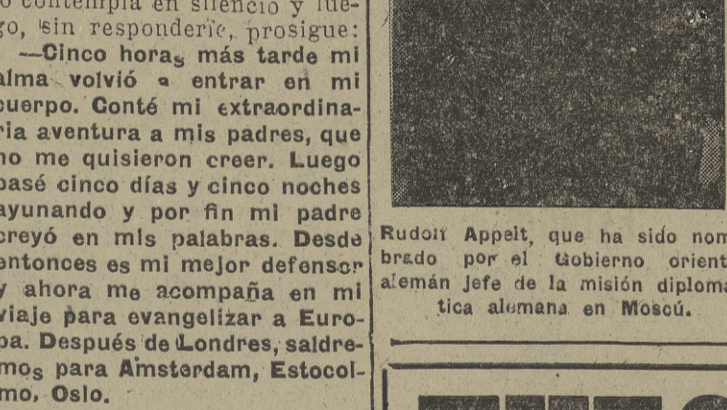 contempla en silencio y lue-
go, sin responderle, prosigue:
—Cinco horas más tarde mi
alma volvió a entrar en mi
cuerpo. Conté mi extraordina-
ria aventura a mis padres, que
no me quisieron creer. Luego
pasé cinco días y cinco noches
ayunando y por fin mi padre
creyó en mis palabras. Desde
entonces es mi mejor defensor
y ahora me acompaña en mi
viaje para evangelizar a Euro-
pa. Después de Londres, saldre-
mos para Amsterdam, Estocol-
mo, Oslo.
Rudolf Appelt, que ha sido nom
brado por el Gobierno orient
alemán jefe de la misión diplomá
tica alemana en Moscú.